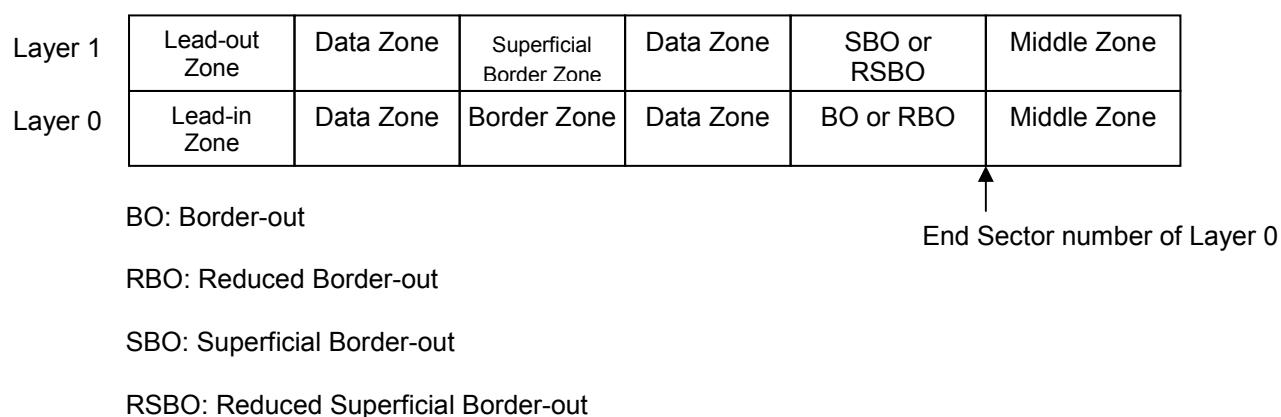 Layer 1
Lead-out
Zone
Data Zone
Superficial
Border Zone
Data Zone
SBO or
RSBO
Middle Zone
Layer 0
Lead-in
Zone
Data Zone
Border Zone
Data Zone
BO or RBO
Middle Zone
BO: Border-out
End Sector number of Layer 0
RBO: Reduced Border-out
SBO: Superficial Border-out
RSBO: Reduced Superficial Border-out